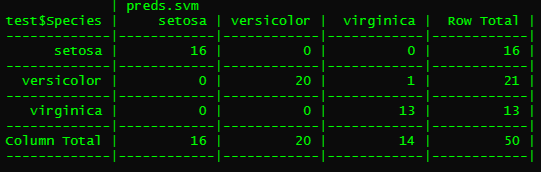 | preds.svm
test$Species | setosa | versicolor | virginica | Row Total |
-------------|------------|------------|------------|------------|
setosa | 16 | 0 | 0 | 16 |
-------------|------------|------------|------------|------------|
versicolor | 0 | 20 | 1 | 21 |
-------------|------------|------------|------------|------------|
virginica | 0 | 0 | 13 | 13 |
-------------|------------|------------|------------|------------|
Column Total | 16 | 20 | 14 | 50 |
-------------|------------|------------|------------|------------|